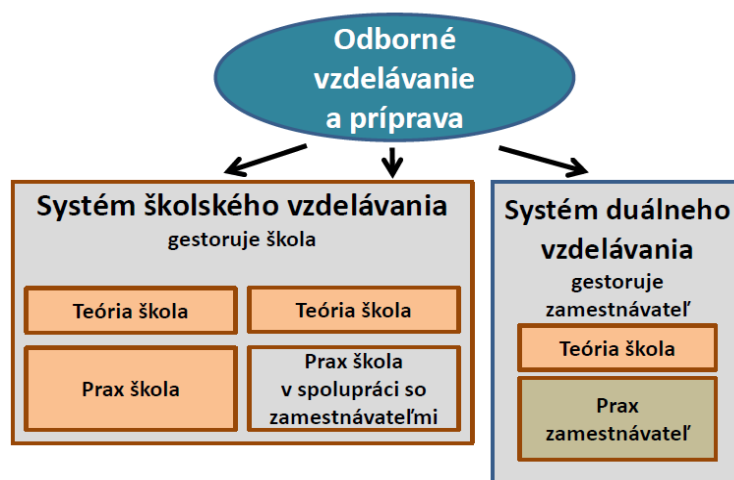 Odborné
vzdelávanie
a príprava
Systém školského vzdelávania
gestoruje škola
Teória škola
Teória škola
Prax škola
Prax škola
v spolupráci so
zamestnávateľmi
Systém duálneho
vzdelávania
gestoruje
zamestnávateľ
Teória škola
Prax
zamestnávateľ